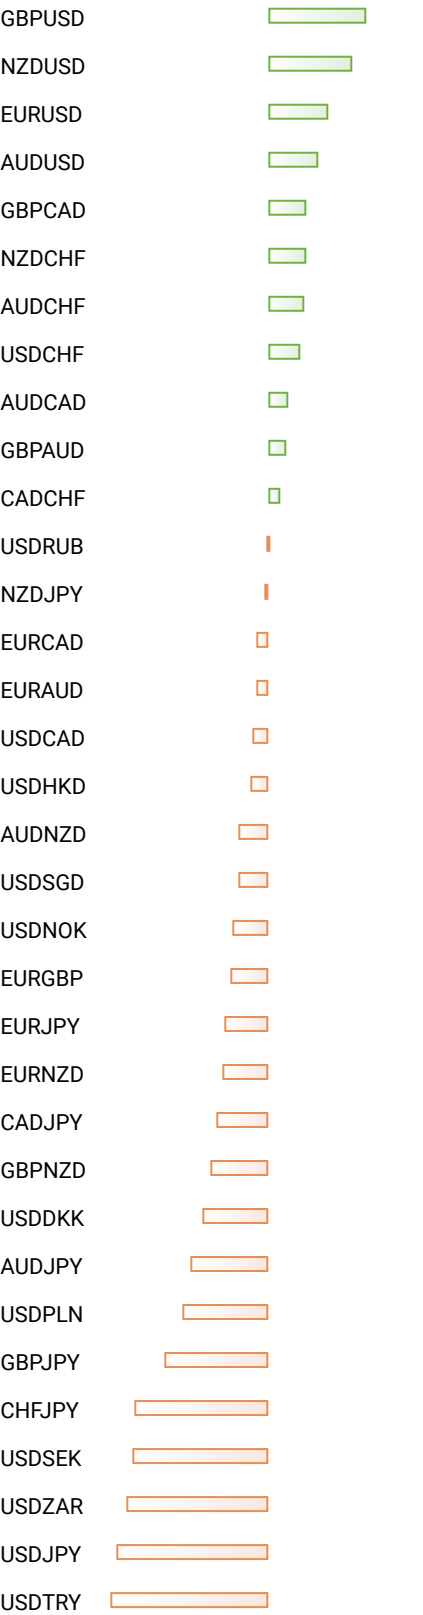 GBPUSD
NZDUSD
EURUSD
AUDUSD
GBPCAD
NZDCHF
AUDCHF
USDCHF
AUDCAD
GBPAUD
CADCHF
USDRUB
NZDJPY
EURCAD
EURAUD
USDCAD
USDHKD
AUDNZD
USDSGD
USDNOK
EURGBP
EURJPY
EURNZD
CADJPY
GBPNZD
USDDKK
AUDJPY
USDPLN
GBPJPY
CHFJPY
USDSEK
USDZAR
USDJPY
USDTRY